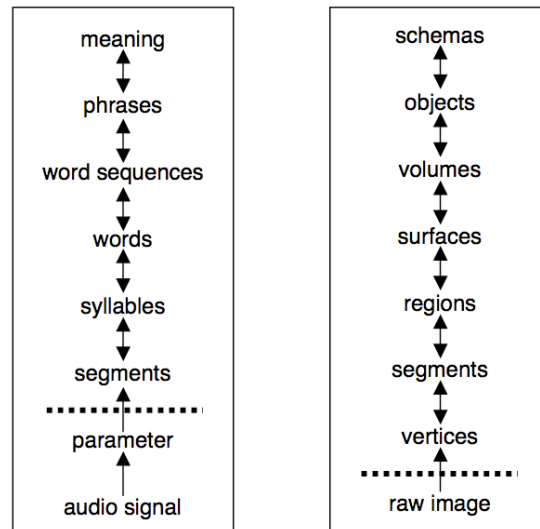 meaning
phrases
word sequences
words
syllables
segments
parameter
audio signal
schemas
objects
volumes
surfaces
regions
segments
vertices
raw image